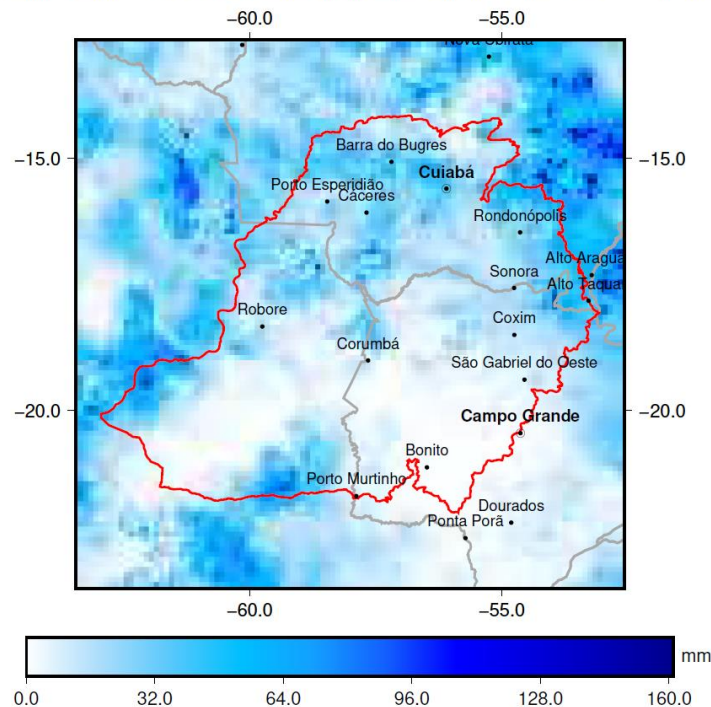 -60.0 -55.0
Nova Ubiratã
-15.0 -15.0
Barra do Bugres
Cuiabá
Porto Esperidião
Cáceres
Rondonópolis
Alto Aragua
Sonora
Alto Taquar
Robore
Coxim
Corumbá
São Gabriel do Oeste
-20.0 -20.0
Campo Grande
Bonito
Porto Murtinho
Dourados
Ponta Porã
-60.0 -55.0
mm
0.0 32.0 64.0 96.0 128.0 160.0